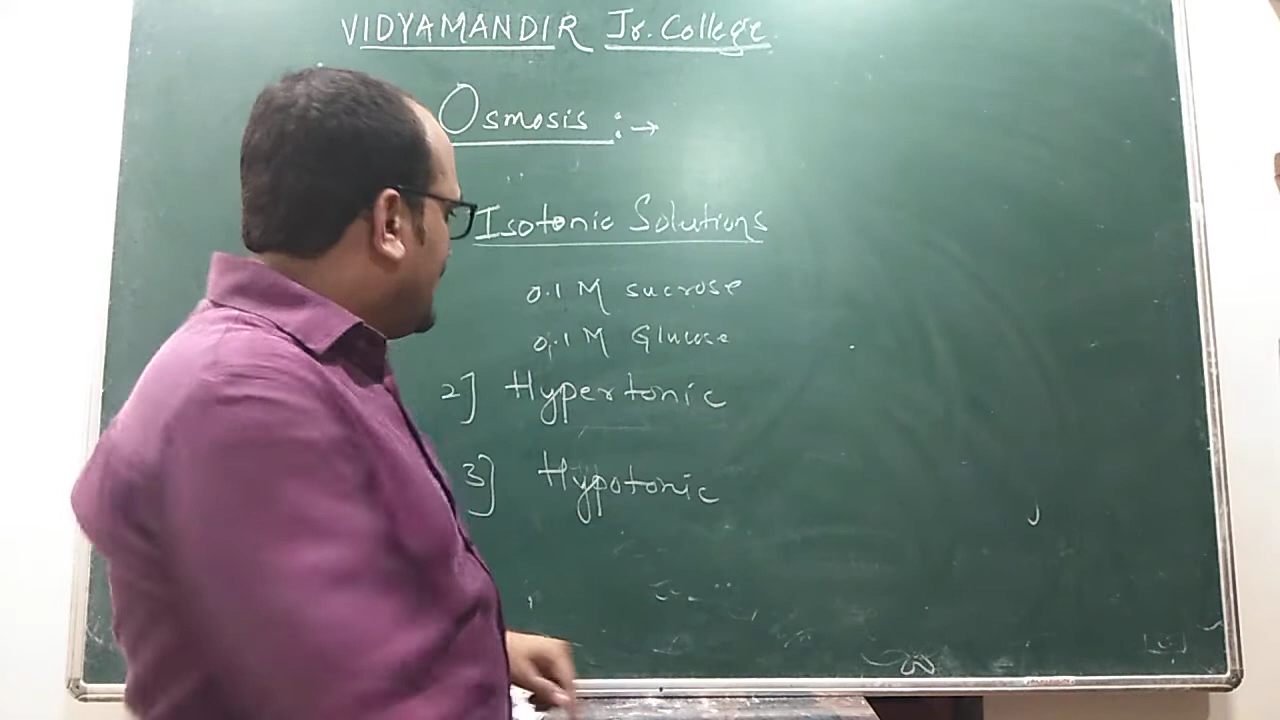 VIDYAMANDIR Jr. College
Osmosis :→
Isotonic Solutions
0.1 M sucrose
0.1 M Glucose
2] Hypertonic
3] Hypotonic